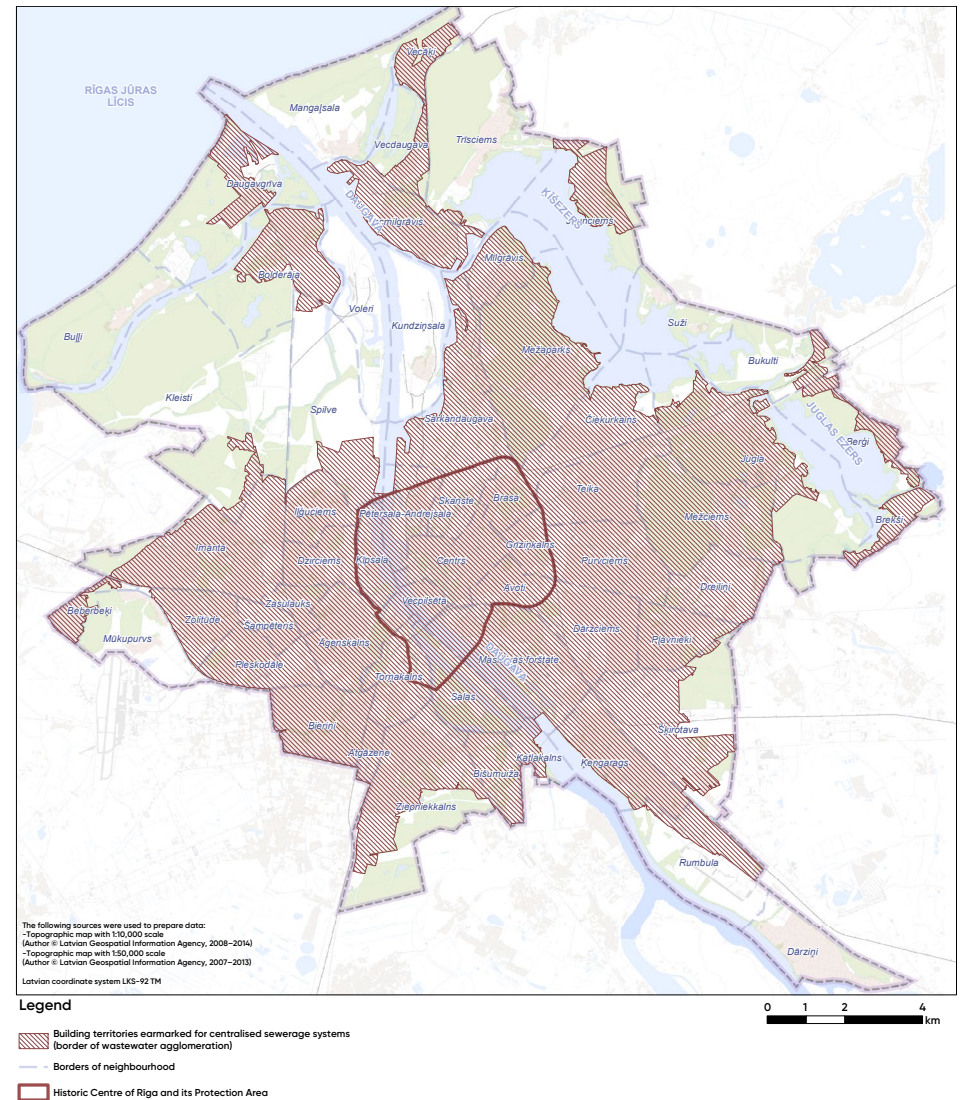 RĪGAS JŪRAS
LĪCIS
Vecāķi
Mangaļsala
Vecdaugava
Trīsciems
Daugavgrīva
DAUGAVA
ĶĪŠEZERS
Mīlgrāvis
Bolderāja
Voleri
Kundziņsala
Suži
Buļļi
Mežaparks
Bukulti
Kleisti
Spilve
Sarkandaugava
Čiekurkalns
JUGLAS EZERS
Berģi
Jugla
Skanste
Brasa
Teika
Iļģuciems
Pētersala-Andrejsala
Mežciems
Brekši
Imanta
Dzirciems
Ķīpsala
Centrs
Grīziņkalns
Purvciems
Avoti
Dreiliņi
Beberbeķi
Zasulauks
Vecpilsēta
Mūkupurvs
Zolitūde
Šampēteris
Āgenskalns
Dārzciems
Pļavnieki
Pleskodāle
Torņakalns
DAUGAVA
Salas
Bieriņi
Šķirotava
Atgāzene
Katlakalns
Ķengarags
Bišumuiža
Ziepniekkalns
Rumbula
Dārziņi
The following sources were used to prepare data:
-Topographic map with 1:10,000 scale
(Author © Latvian Geospatial Information Agency, 2008–2014)
-Topographic map with 1:50,000 scale
(Author © Latvian Geospatial Information Agency, 2007–2013)
Latvian coordinate system LKS-92 TM
Legend
0 1 2 4
km
Building territories earmarked for centralised sewerage systems
(border of wastewater agglomeration)
Borders of neighbourhood
Historic Centre of Rīga and its Protection Area